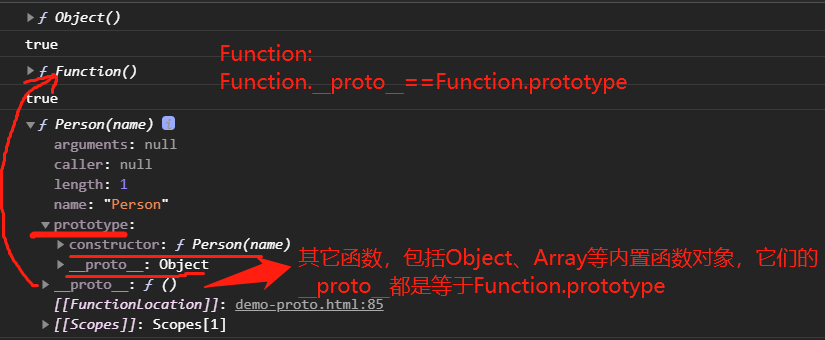 ▶ ƒ Object()
true
Function:
▶ ƒ Function()
Function.__proto__==Function.prototype
true
▼ƒ Person(name) i
arguments: null
caller: null
length: 1
name: "Person"
▼prototype:
▶ constructor: ƒ Person(name)
▶ __proto__: Object
其它函数，包括Object、Array等内置函数对象，它们的
▶ __proto__: ƒ ()
__proto__都是等于Function.prototype
[[FunctionLocation]]: demo-proto.html:85
▶ [[Scopes]]: Scopes[1]